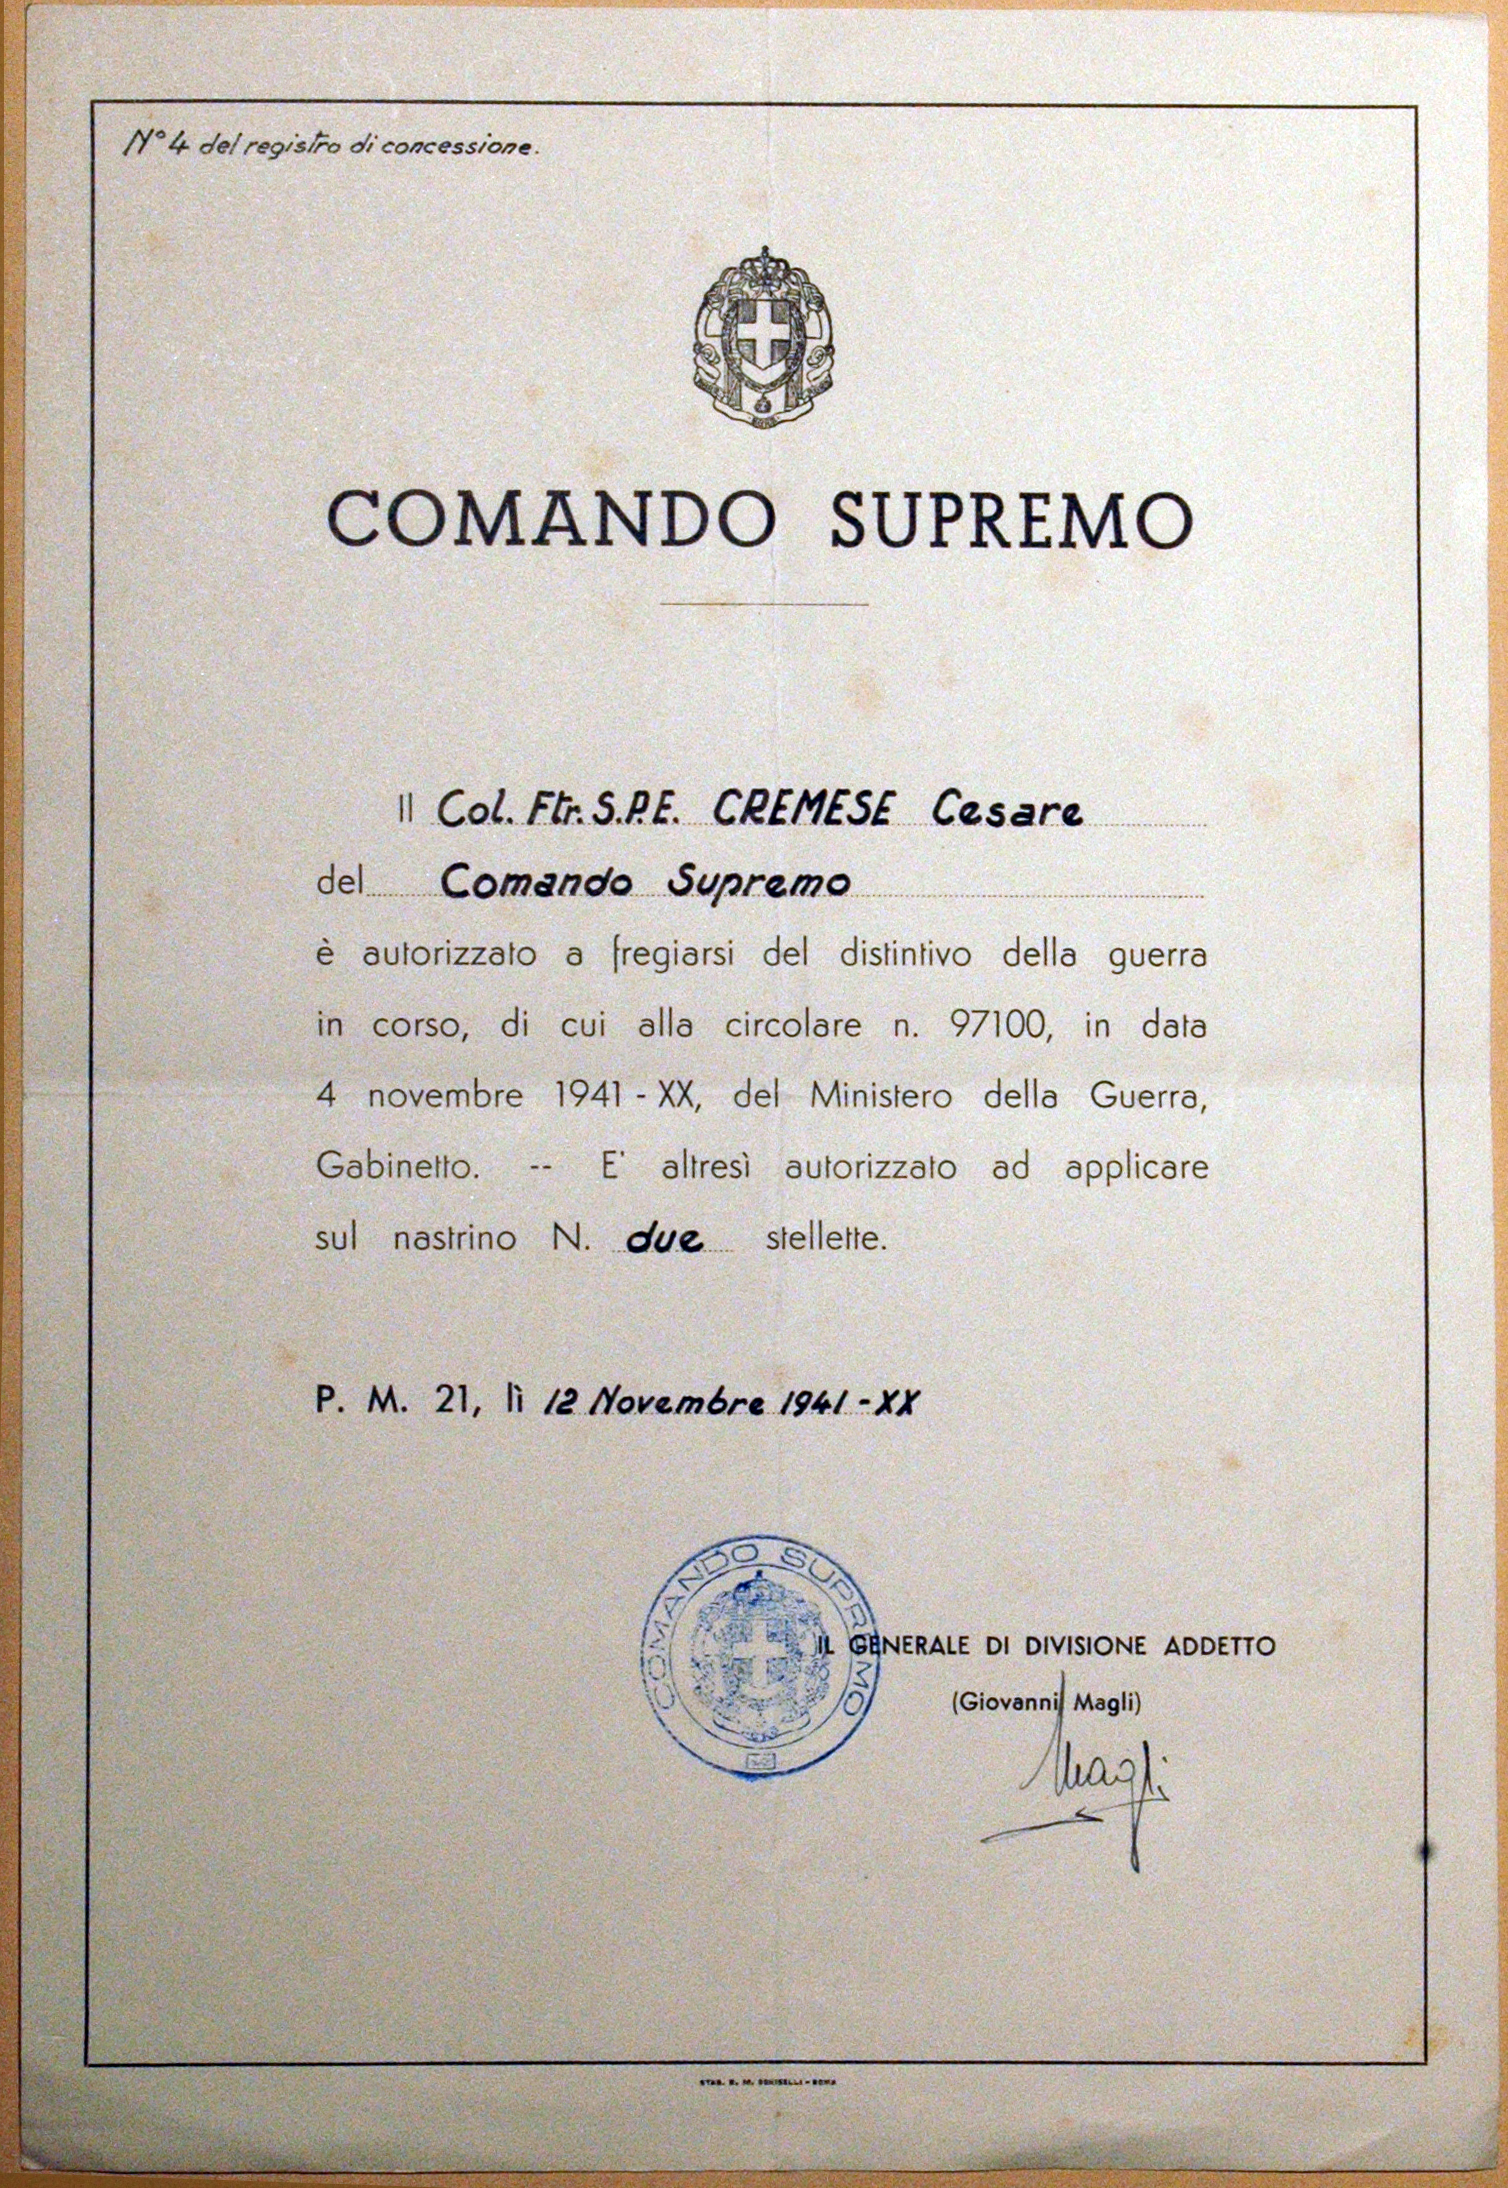 N° 4 del registro di concessione.
COMANDO SUPREMO
Il Col. Ftr. S.P.E. CREMESE Cesare
del Comando Supremo
è autorizzato a fregiarsi del distintivo della guerra
in corso, di cui alla circolare n. 97100, in data
4 novembre 1941 - XX, del Ministero della Guerra,
Gabinetto. -- E' altresì autorizzato ad applicare
sul nastrino N. due stellette.
P. M. 21, lì 12 Novembre 1941 - XX
COMANDO SUPREMO
IL GENERALE DI DIVISIONE ADDETTO
(Giovanni Magli)
Magli
ROMA